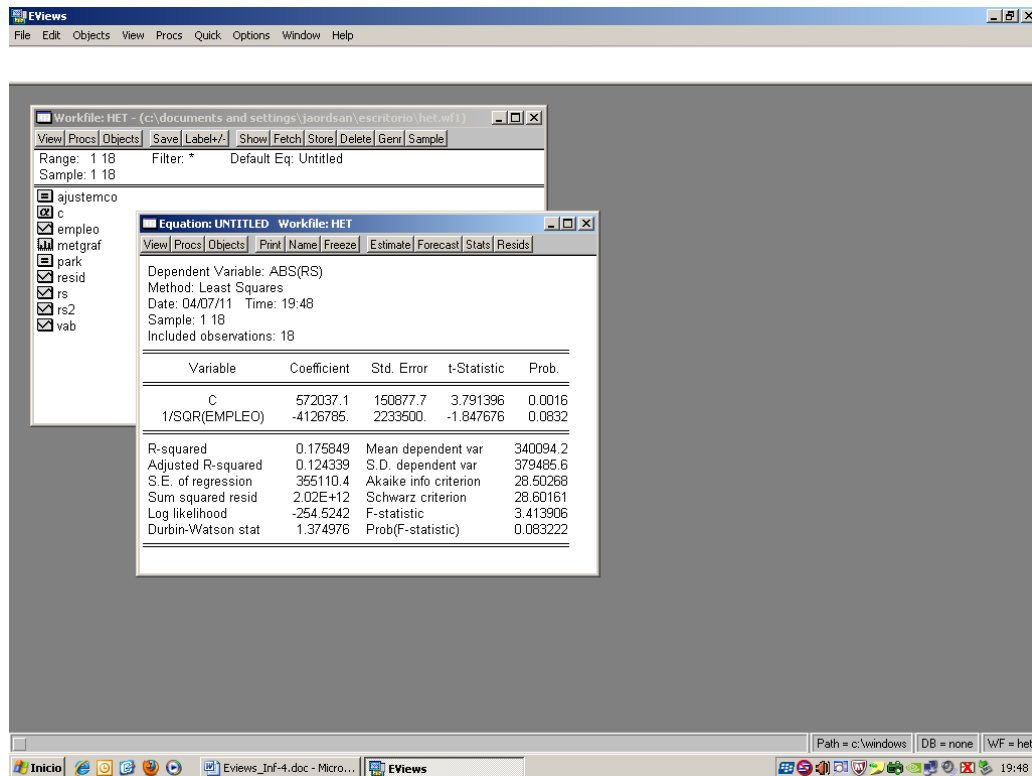 EViews
File Edit Objects View Procs Quick Options Window Help
Workfile: HET - (c:\documents and settings\jaordsan\escritorio\het.wf1)
View Procs Objects Save Label+/- Show Fetch Store Delete Genr Sample
Range: 1 18 Filter: * Default Eq: Untitled
Sample: 1 18
ajustemco
c
empleo
metgraf
park
resid
rs
rs2
vab
Equation: UNTITLED Workfile: HET
View Procs Objects Print Name Freeze Estimate Forecast Stats Resids
Dependent Variable: ABS(RS)
Method: Least Squares
Date: 04/07/11 Time: 19:48
Sample: 1 18
Included observations: 18
Variable Coefficient Std. Error t-Statistic Prob.
C 572037.1 150877.7 3.791396 0.0016
1/SQR(EMPLEO) -4126785. 2233500. -1.847676 0.0832
R-squared 0.175849 Mean dependent var 340094.2
Adjusted R-squared 0.124339 S.D. dependent var 379485.6
S.E. of regression 355110.4 Akaike info criterion 28.50268
Sum squared resid 2.02E+12 Schwarz criterion 28.60161
Log likelihood -254.5242 F-statistic 3.413906
Durbin-Watson stat 1.374976 Prob(F-statistic) 0.083222
Path = c:\windows DB = none WF = het
Inicio Eviews_Inf-4.doc - Micro... EViews 19:48